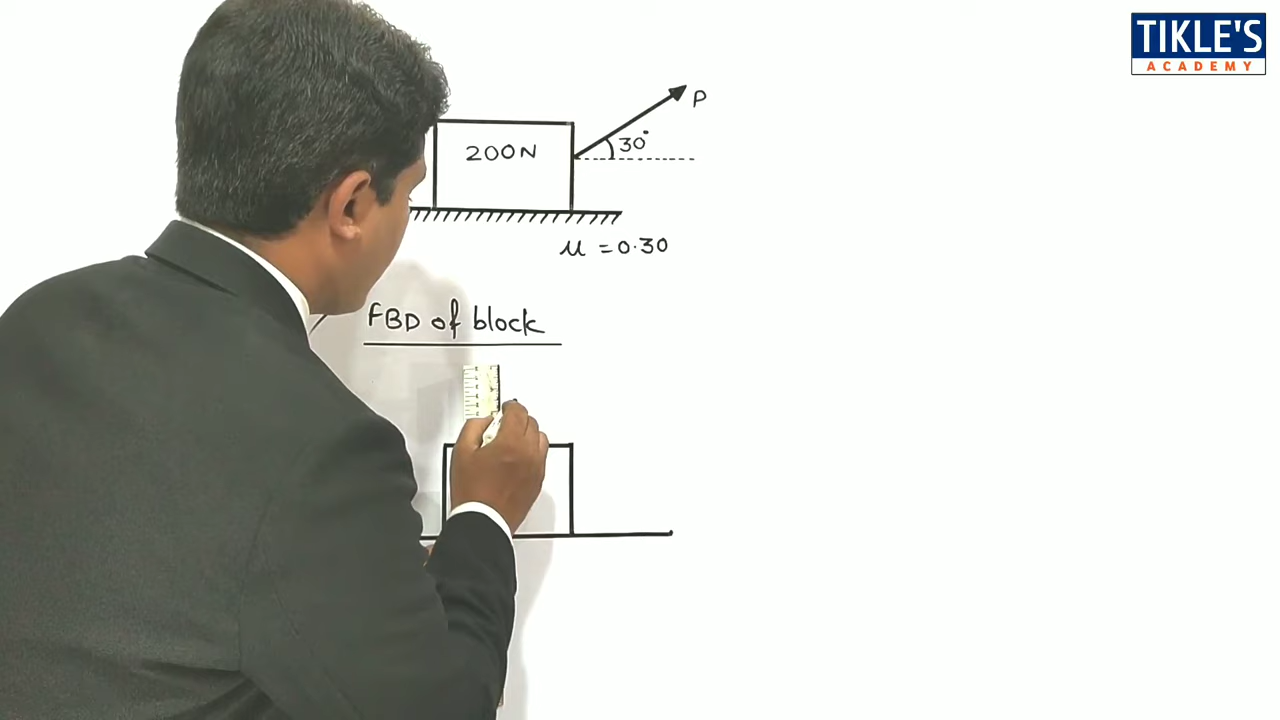 TIKLE'S
ACADEMY
P
30°
200N
μ = 0.30
FBD of block